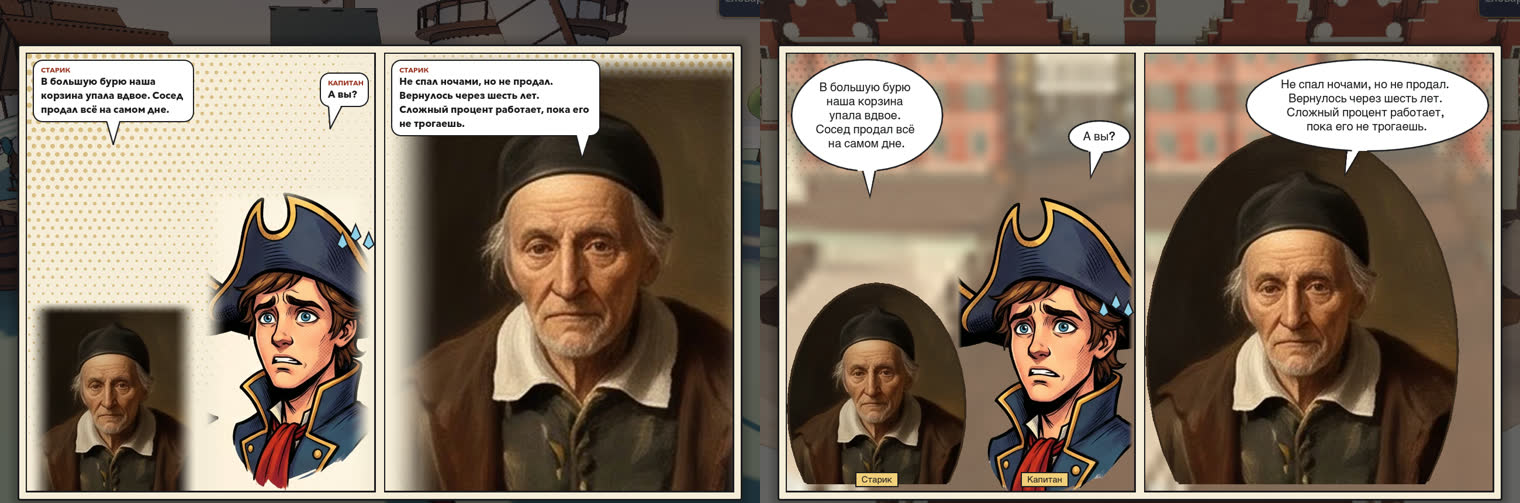 СТАРИК
В большую бурю наша
корзина упала вдвое. Сосед
продал всё на самом дне.
КАПИТАН
А вы?
СТАРИК
Не спал ночами, но не продал.
Вернулось через шесть лет.
Сложный процент работает, пока его
не трогаешь.
В большую бурю
наша корзина
упала вдвое.
Сосед продал всё
на самом дне.
А вы?
Старик
Капитан
Не спал ночами, но не продал.
Вернулось через шесть лет.
Сложный процент работает,
пока его не трогаешь.